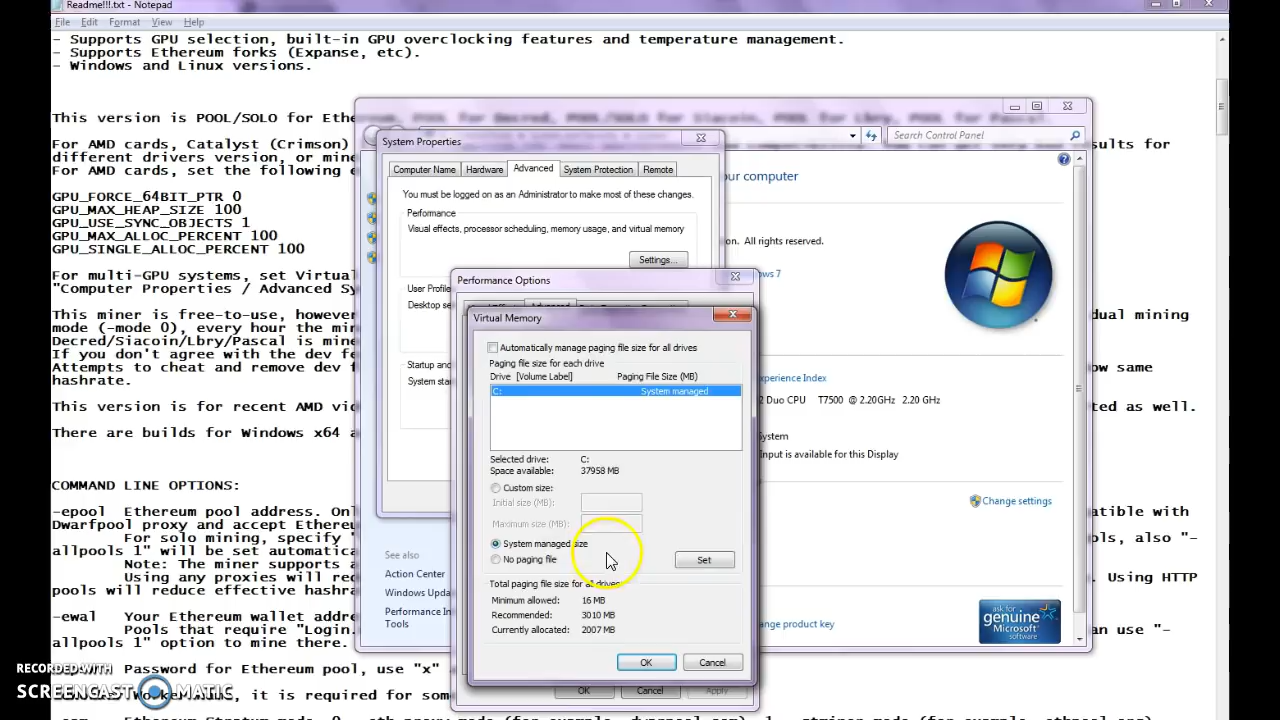 Readme!!!.txt - Notepad
File Edit Format View Help
- Supports GPU selection, built-in GPU overclocking features and temperature management.
- Supports Ethereum forks (Expanse, etc).
- Windows and Linux versions.
This version is POOL/SOLO for Eth
For AMD cards, Catalyst (Crimson)
results for
different drivers version, or mine
For AMD cards, set the following e
GPU_FORCE_64BIT_PTR 0
GPU_MAX_HEAP_SIZE 100
GPU_USE_SYNC_OBJECTS 1
GPU_MAX_ALLOC_PERCENT 100
GPU_SINGLE_ALLOC_PERCENT 100
For multi-GPU systems, set Virtual
"Computer Properties / Advanced Sy
This miner is free-to-use, however
dual mining
mode (-mode 0), every hour the min
Decred/Siacoin/Lbry/Pascal is mine
If you don't agree with the dev fe
Attempts to cheat and remove dev f
ow same
hashrate.
This version is for recent AMD vid
ted as well.
There are builds for Windows x64 a
COMMAND LINE OPTIONS:
-epool Ethereum pool address. Onl
patible with
Dwarfpool proxy and accept Ethereu
For solo mining, specify "
ols, also "-
allpools 1" will be set automatica
Note: The miner supports a
Using any proxies will red
Using HTTP
pools will reduce effective hashra
-ewal Your Ethereum wallet address
Pools that require "Login.
an use "-
allpools 1" option to mine there.
Password for Ethereum pool, use "x"
it is required for som
Search Control Panel
our computer
on. All rights reserved.
ows 7
xperience Index
2 Duo CPU T7500 @ 2.20GHz 2.20 GHz
System
Input is available for this Display
Change settings
See also
Action Center
Windows Upda
Performance In
Tools
ask for
genuine
Microsoft
software
hange product key
System Properties
Computer Name Hardware Advanced System Protection Remote
You must be logged on as an Administrator to make most of these changes.
Performance
Visual effects, processor scheduling, memory usage, and virtual memory
Settings...
User Profile
Desktop se
Startup and
System sta
Performance Options
OK Cancel Apply
Virtual Memory
Automatically manage paging file size for all drives
Paging file size for each drive
Drive [Volume Label] Paging File Size (MB)
C: System managed
Selected drive: C:
Space available: 37958 MB
Custom size:
Initial size (MB):
Maximum size (MB):
System managed size
No paging file
Set
Total paging file size for all drives
Minimum allowed: 16 MB
Recommended: 3010 MB
Currently allocated: 2007 MB
OK Cancel
RECORDED WITH
SCREENCAST MATIC